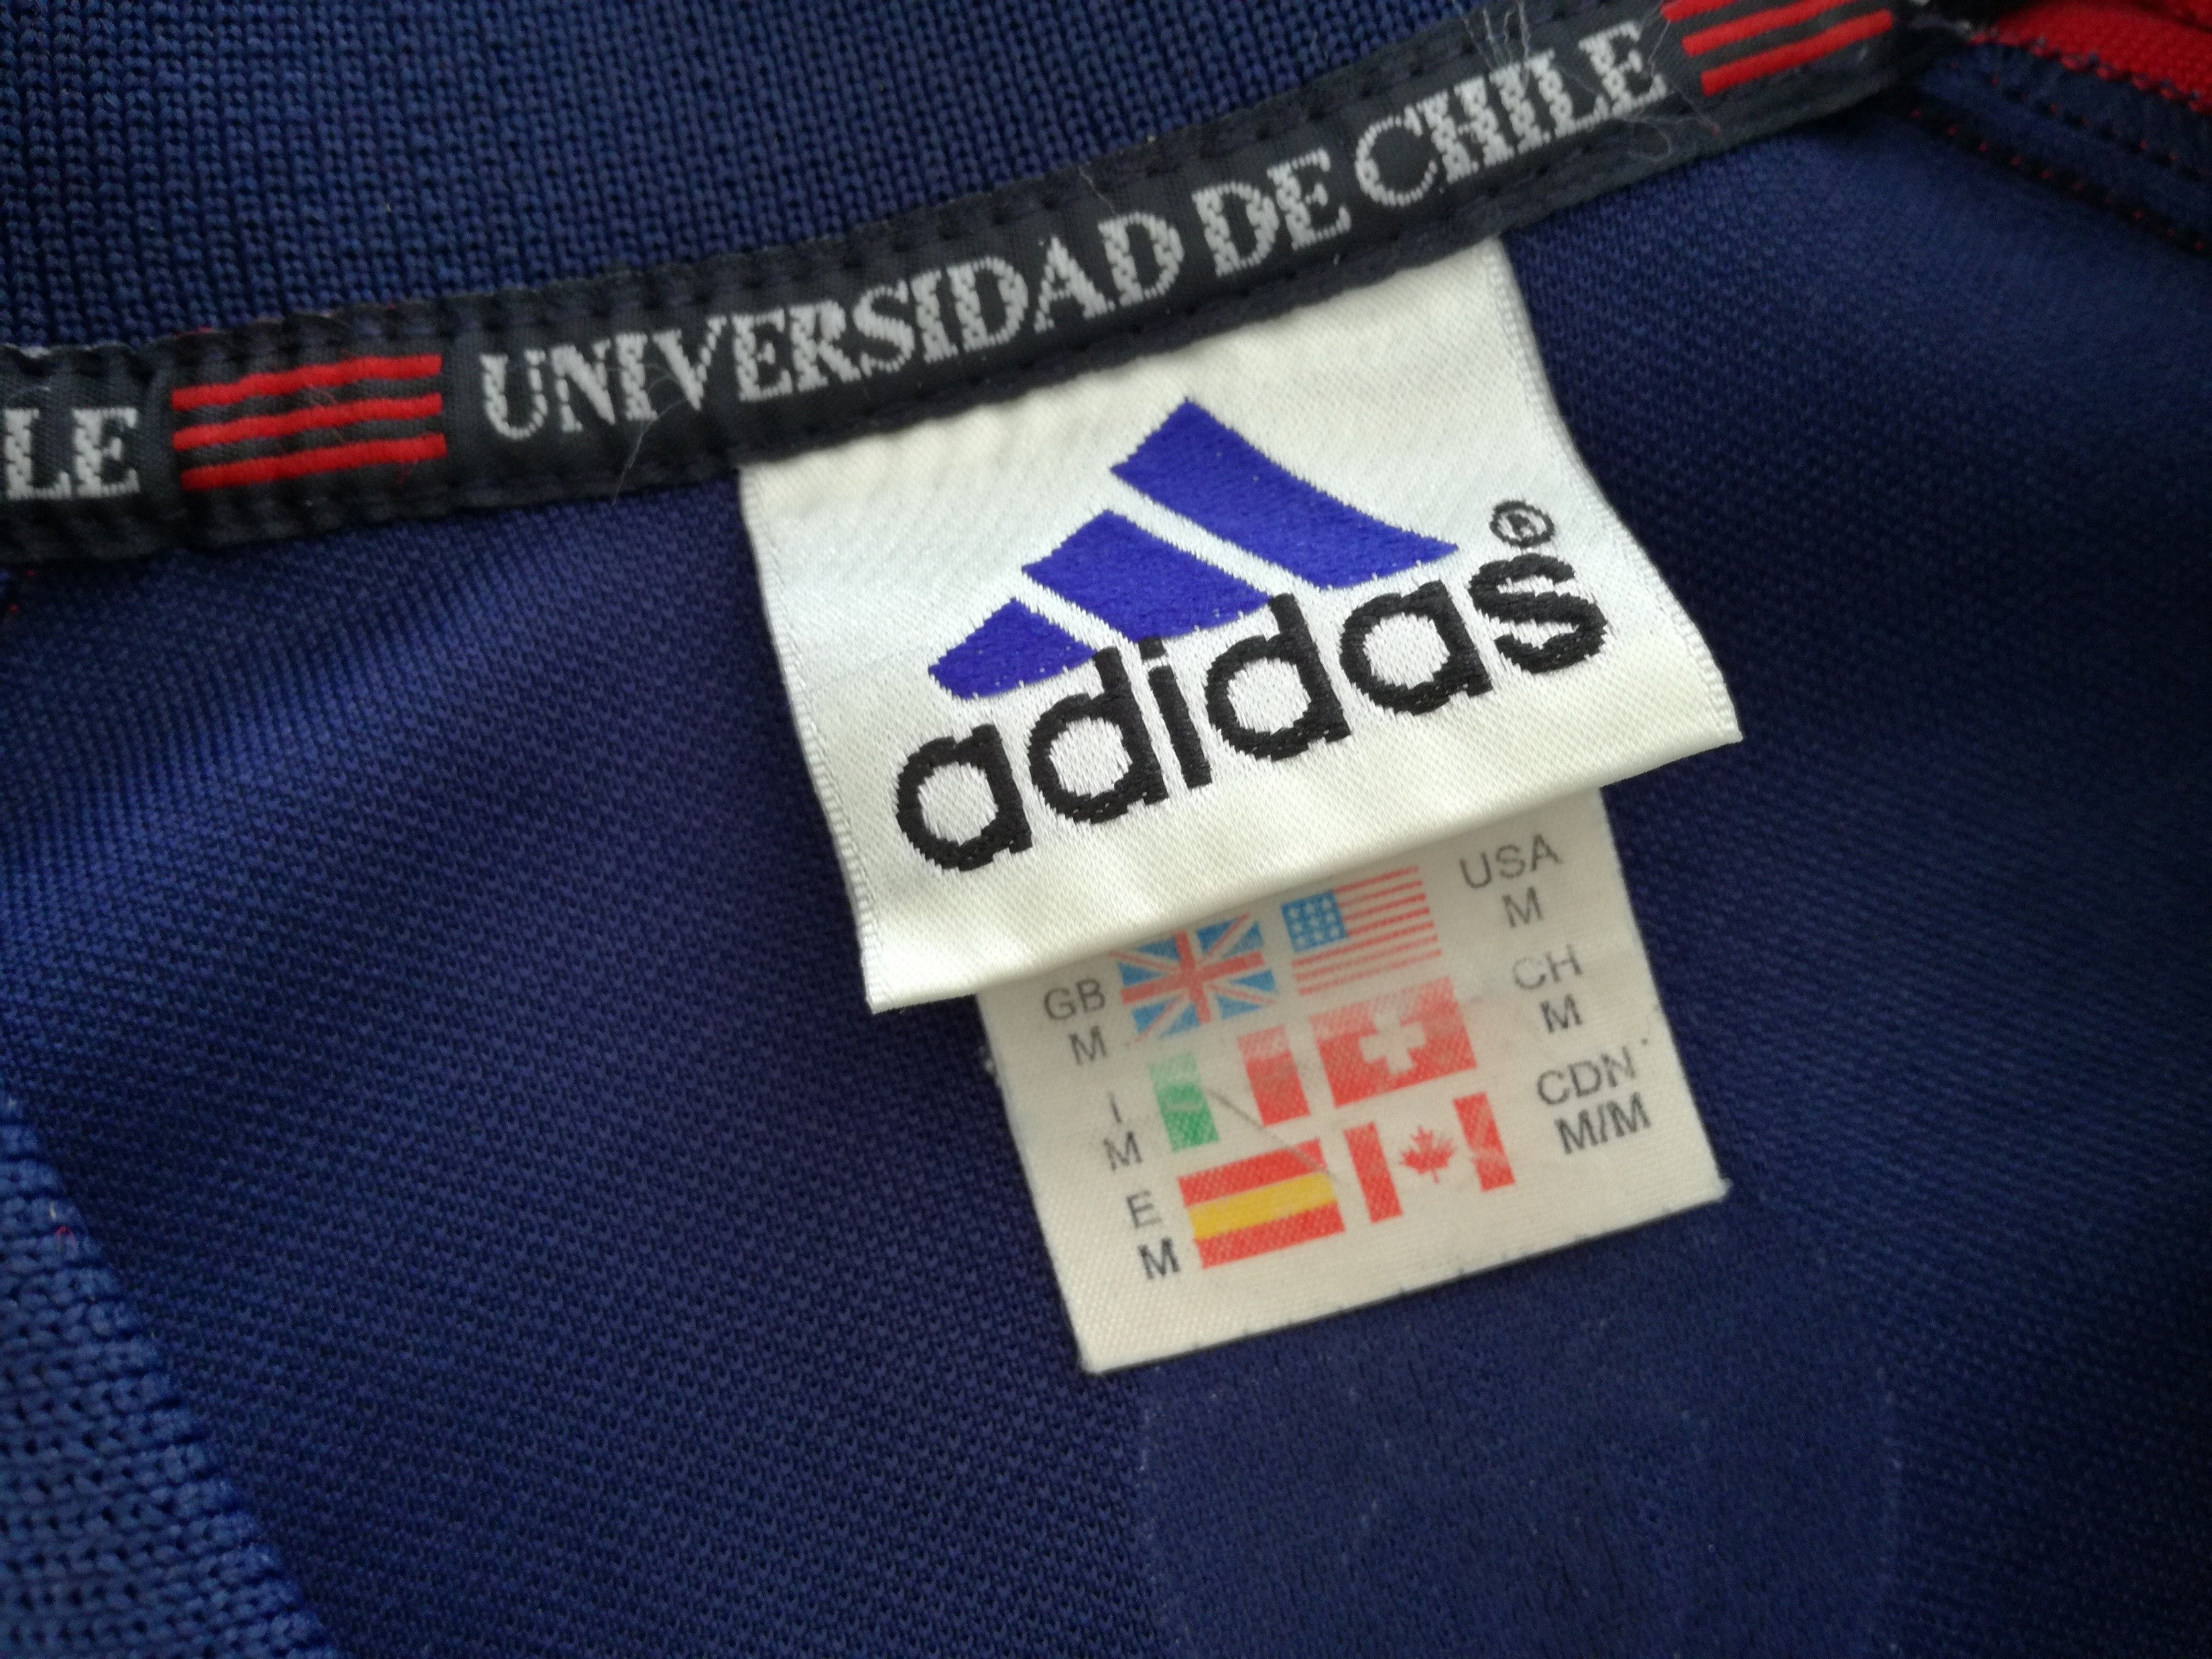 LE UNIVERSIDAD DE CHILE
adidas®
USA
M
GB
M
CH
M
I
M
CDN
M/M
E
M